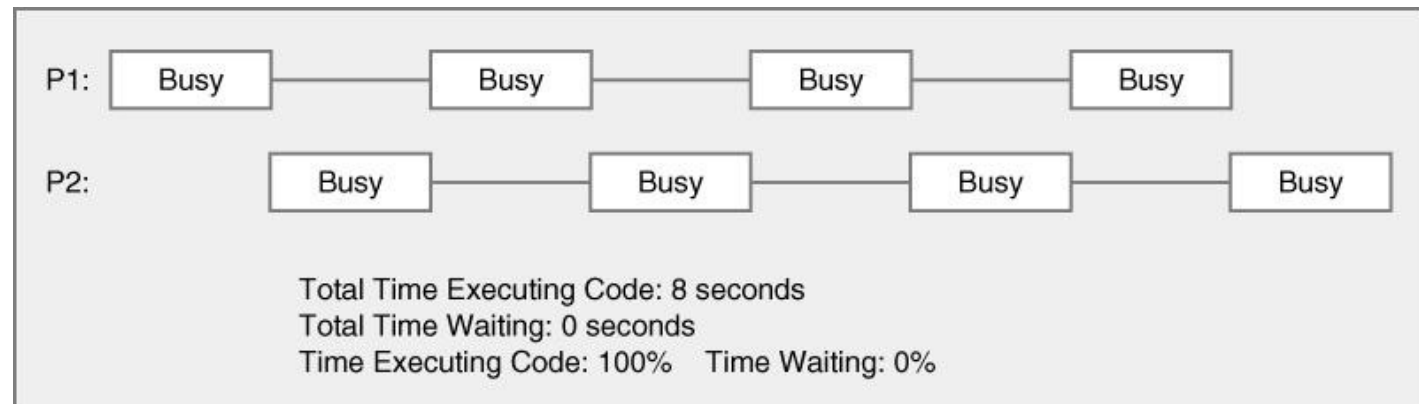 P1: Busy Busy Busy Busy
P2: Busy Busy Busy Busy
Total Time Executing Code: 8 seconds
Total Time Waiting: 0 seconds
Time Executing Code: 100% Time Waiting: 0%